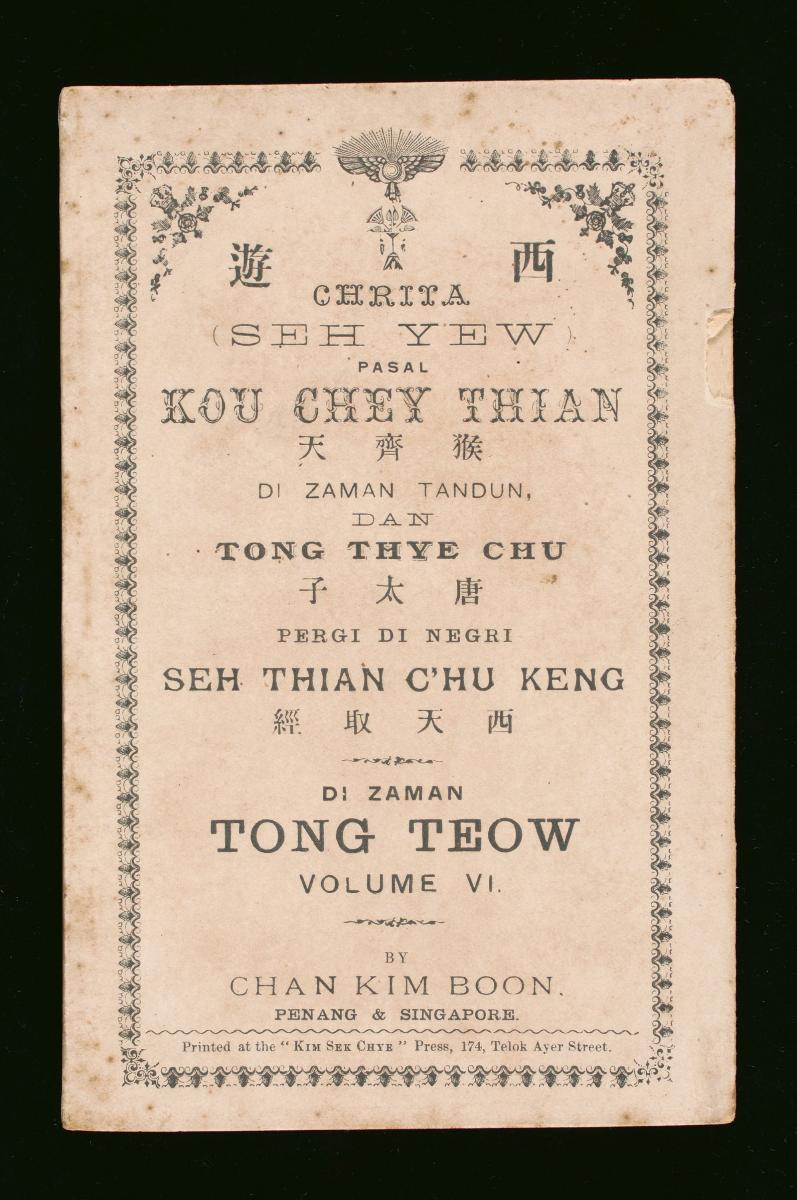 西 遊
CHRITA
(SEH YEW)
PASAL
KOU CHEY THIAN
猴 齊 天
DI ZAMAN TANDUN,
DAN
TONG THYE CHU
唐 太 子
PERGI DI NEGRI
SEH THIAN C'HU KENG
西 天 取 經
DI ZAMAN
TONG TEOW
VOLUME VI.
BY
CHAN KIM BOON.
PENANG & SINGAPORE.
Printed at the "KIM SEK CHYE" Press, 174, Telok Ayer Street.